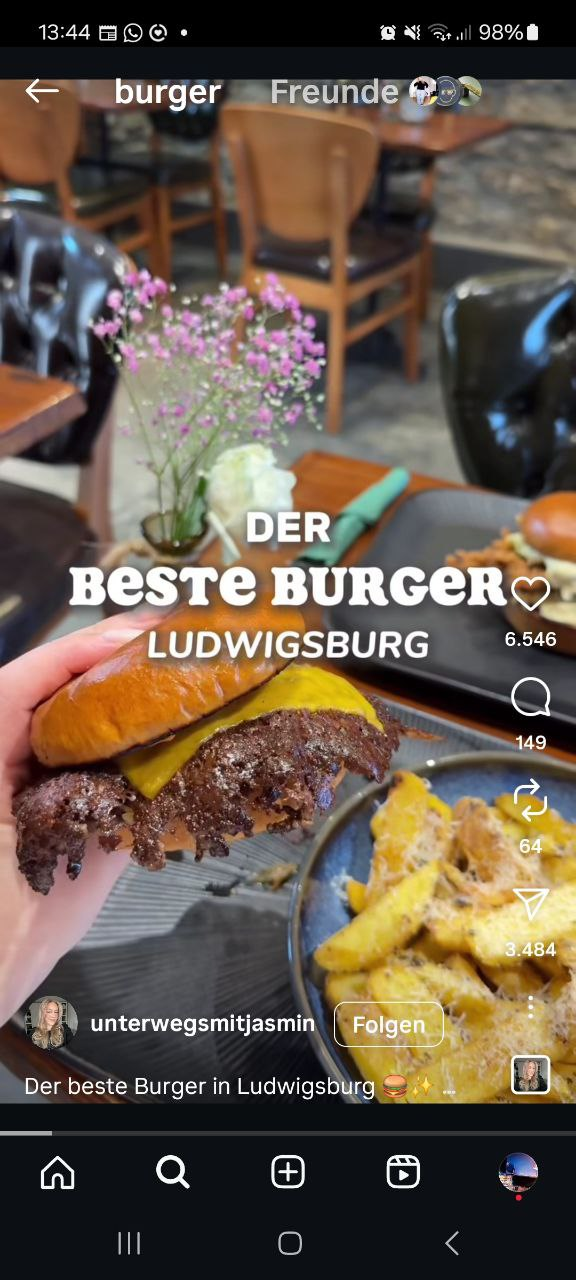 13:44
98%
burger
Freunde
DER
BESTE BURGER
LUDWIGSBURG
6.546
149
64
3.484
unterwegsmitjasmin
Folgen
Der beste Burger in Ludwigsburg 🍔✨ ...